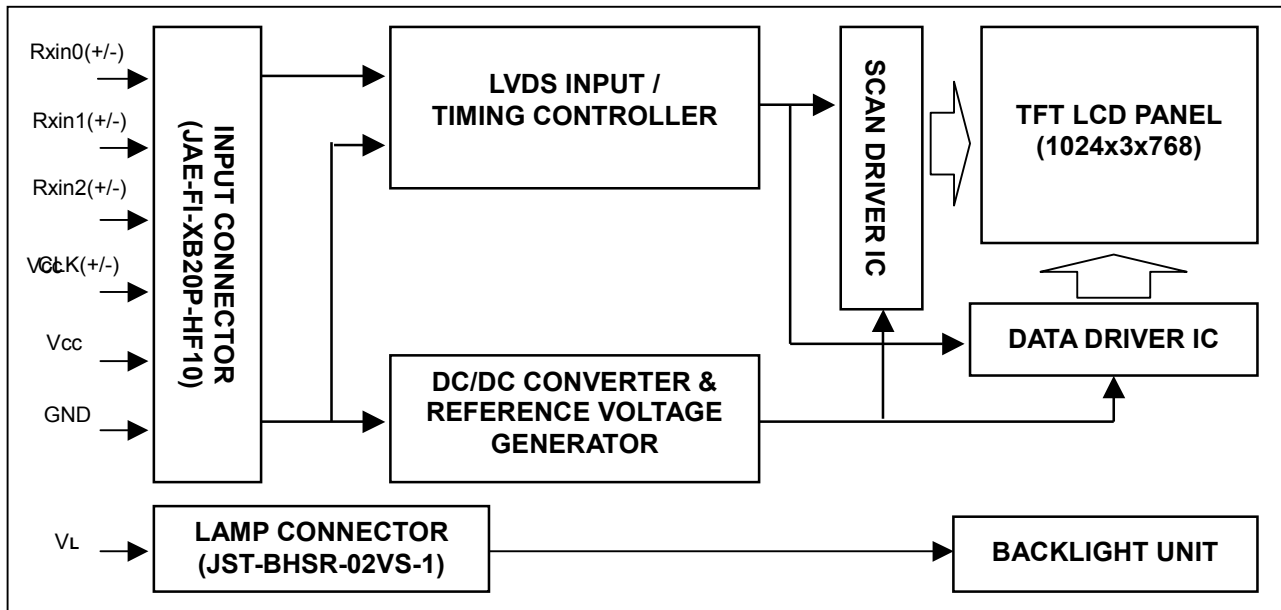 Rxin0(+/-)
Rxin1(+/-)
Rxin2(+/-)
Vcc
CLK(+/-)
Vcc
GND
VL
INPUT CONNECTOR
(JAE-FI-XB20P-HF10)
LVDS INPUT /
TIMING CONTROLLER
SCAN DRIVER IC
TFT LCD PANEL
(1024x3x768)
DATA DRIVER IC
DC/DC CONVERTER &
REFERENCE VOLTAGE
GENERATOR
LAMP CONNECTOR
(JST-BHSR-02VS-1)
BACKLIGHT UNIT